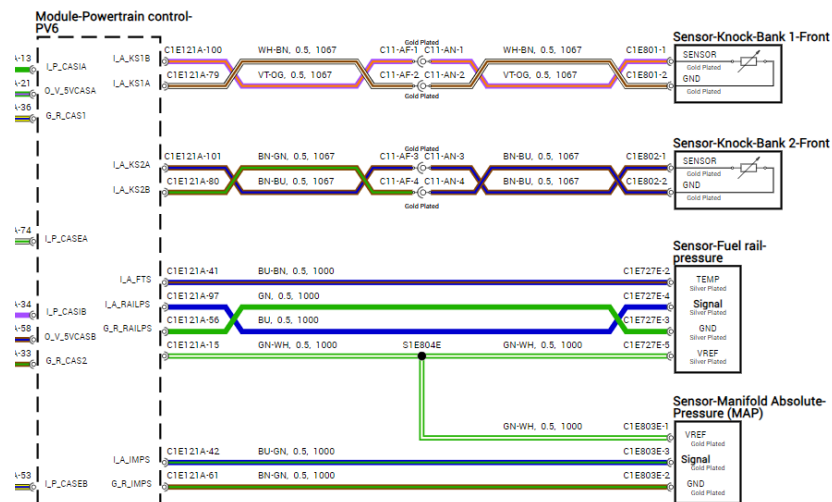 Module-Powertrain control-
PV6
A-13
I_P_CASIA
A-21
O_V_5VCASA
A-36
G_R_CAS1
A-74
I_P_CASEA
A-34
I_P_CASIB
A-58
O_V_5VCASB
A-33
G_R_CAS2
A-53
I_P_CASEB
I_A_KS1B
C1E121A-100
WH-BN, 0.5, 1067
Gold Plated
C11-AF-1
C11-AN-1
WH-BN, 0.5, 1067
C1E801-1
I_A_KS1A
C1E121A-79
VT-OG, 0.5, 1067
C11-AF-2
C11-AN-2
VT-OG, 0.5, 1067
C1E801-2
Gold Plated
Sensor-Knock-Bank 1-Front
SENSOR
Gold Plated
GND
Gold Plated
I_A_KS2A
C1E121A-101
BN-GN, 0.5, 1067
Gold Plated
C11-AF-3
C11-AN-3
BN-BU, 0.5, 1067
C1E802-1
I_A_KS2B
C1E121A-80
BN-BU, 0.5, 1067
C11-AF-4
C11-AN-4
BN-BU, 0.5, 1067
C1E802-2
Gold Plated
Sensor-Knock-Bank 2-Front
SENSOR
Gold Plated
GND
Gold Plated
I_A_FTS
C1E121A-41
BU-BN, 0.5, 1000
C1E727E-2
I_A_RAILPS
C1E121A-97
GN, 0.5, 1000
C1E727E-4
G_R_RAILPS
C1E121A-56
BU, 0.5, 1000
C1E727E-3
C1E121A-15
GN-WH, 0.5, 1000
S1E804E
GN-WH, 0.5, 1000
C1E727E-5
Sensor-Fuel rail-
pressure
TEMP
Silver Plated
Signal
Silver Plated
GND
Silver Plated
VREF
Silver Plated
Sensor-Manifold Absolute-
Pressure (MAP)
GN-WH, 0.5, 1000
C1E803E-1
VREF
Gold Plated
I_A_IMPS
C1E121A-42
BU-GN, 0.5, 1000
C1E803E-3
Signal
Gold Plated
G_R_IMPS
C1E121A-61
BN-GN, 0.5, 1000
C1E803E-2
GND
Gold Plated